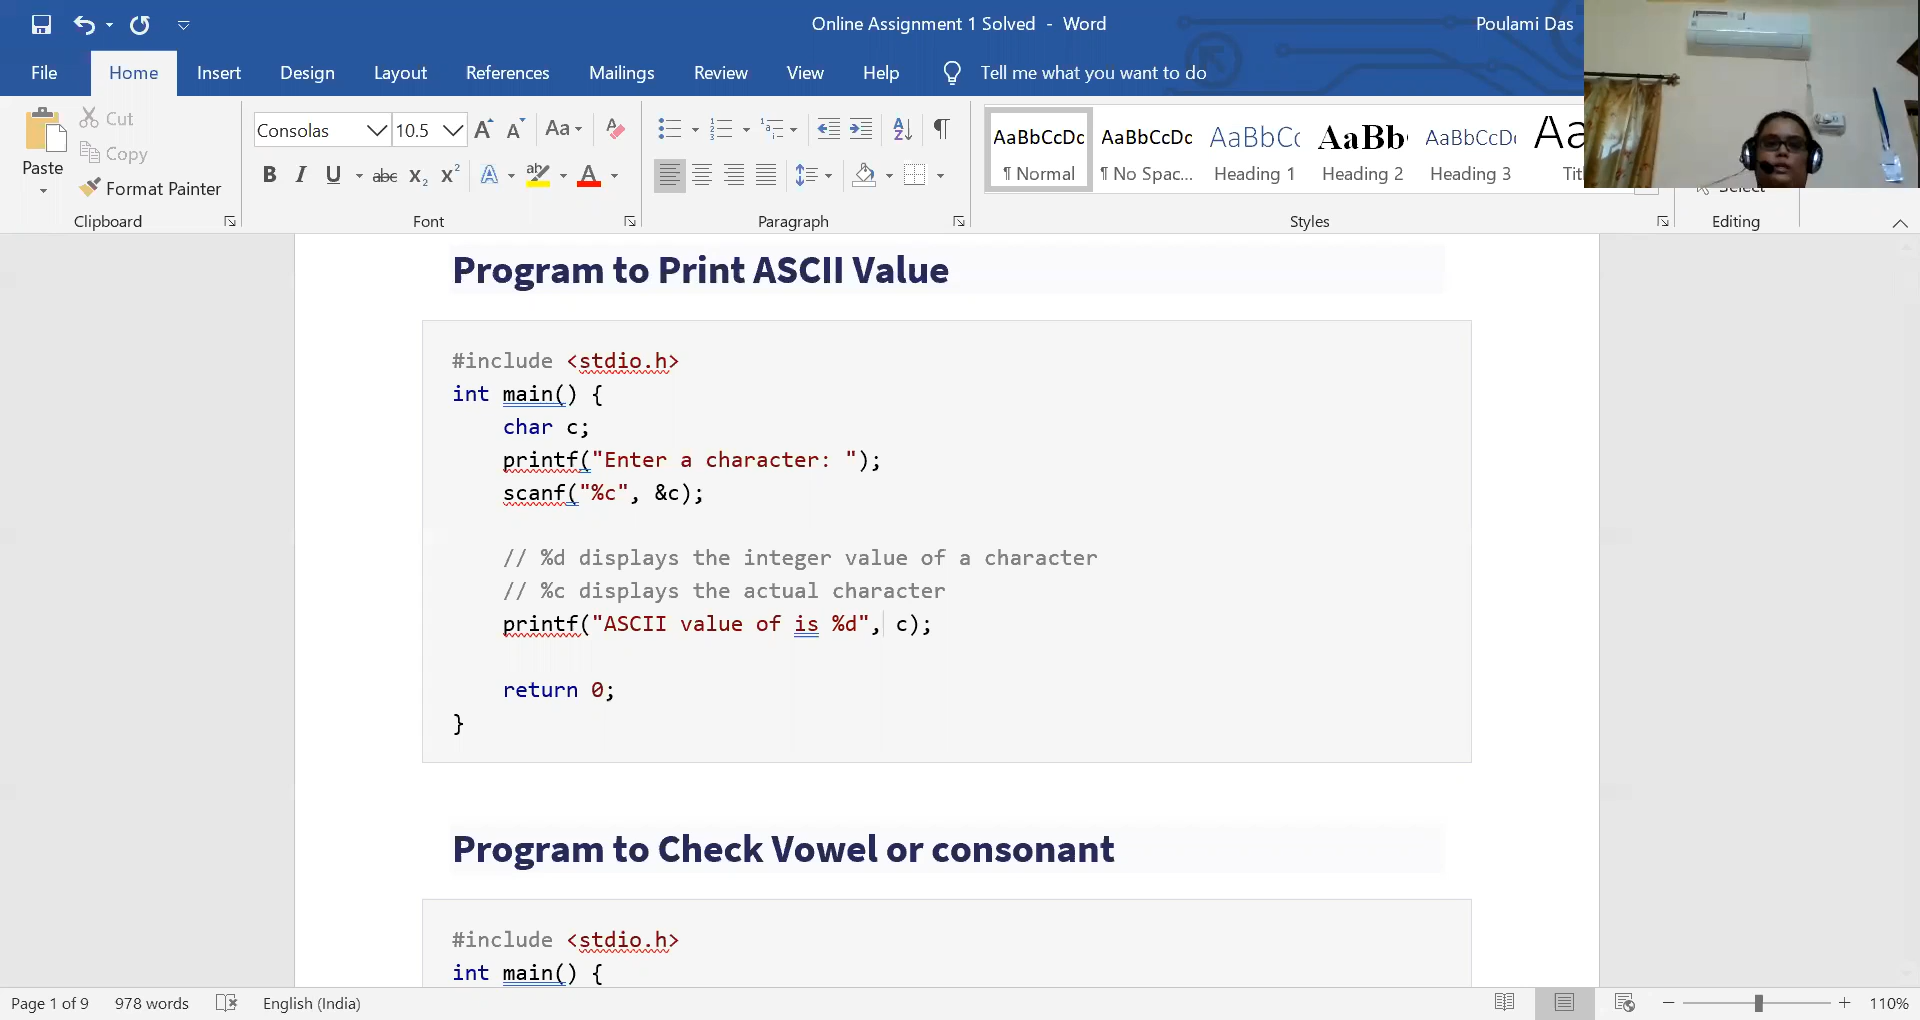 Online Assignment 1 Solved - Word
Poulami Das
File Home Insert Design Layout References Mailings Review View Help Tell me what you want to do
Paste
Cut
Copy
Format Painter
Clipboard
Consolas 10.5
Font
Paragraph
AaBbCcDc AaBbCcDc AaBbC AaBb AaBbCcD Aa
¶ Normal ¶ No Spac... Heading 1 Heading 2 Heading 3
Styles
Select
Editing
Program to Print ASCII Value
#include <stdio.h>
int main() {
char c;
printf("Enter a character: ");
scanf("%c", &c);
// %d displays the integer value of a character
// %c displays the actual character
printf("ASCII value of is %d", c);
return 0;
}
Program to Check Vowel or consonant
#include <stdio.h>
int main() {
Page 1 of 9 978 words English (India) 110%